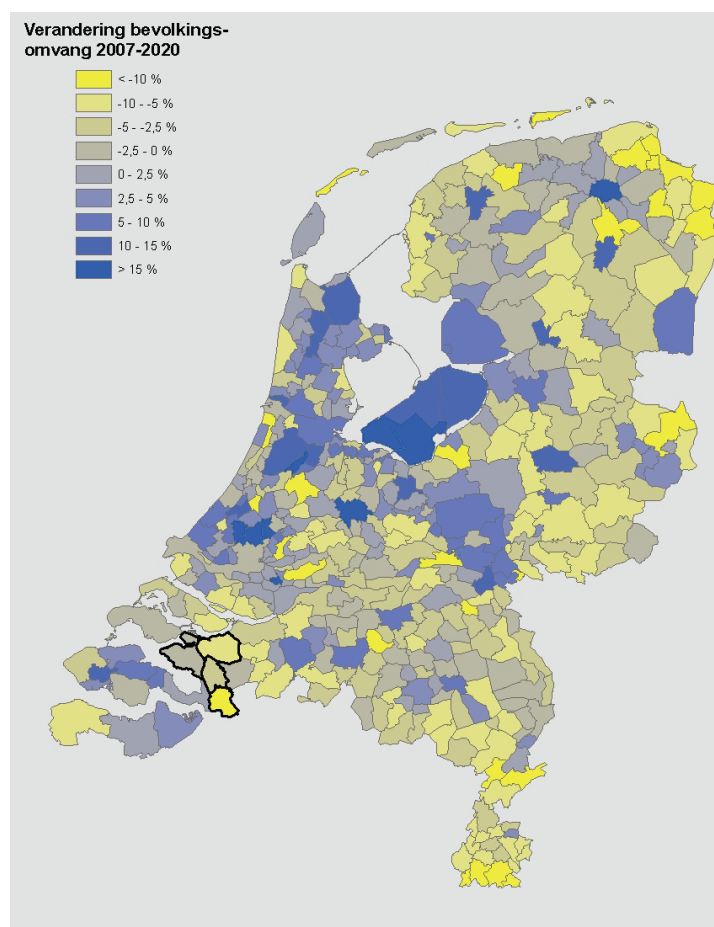 Verandering bevolkings-
omvang 2007-2020
< -10 %
-10 - -5 %
-5 - -2,5 %
-2,5 - 0 %
0 - 2,5 %
2,5 - 5 %
5 - 10 %
10 - 15 %
> 15 %